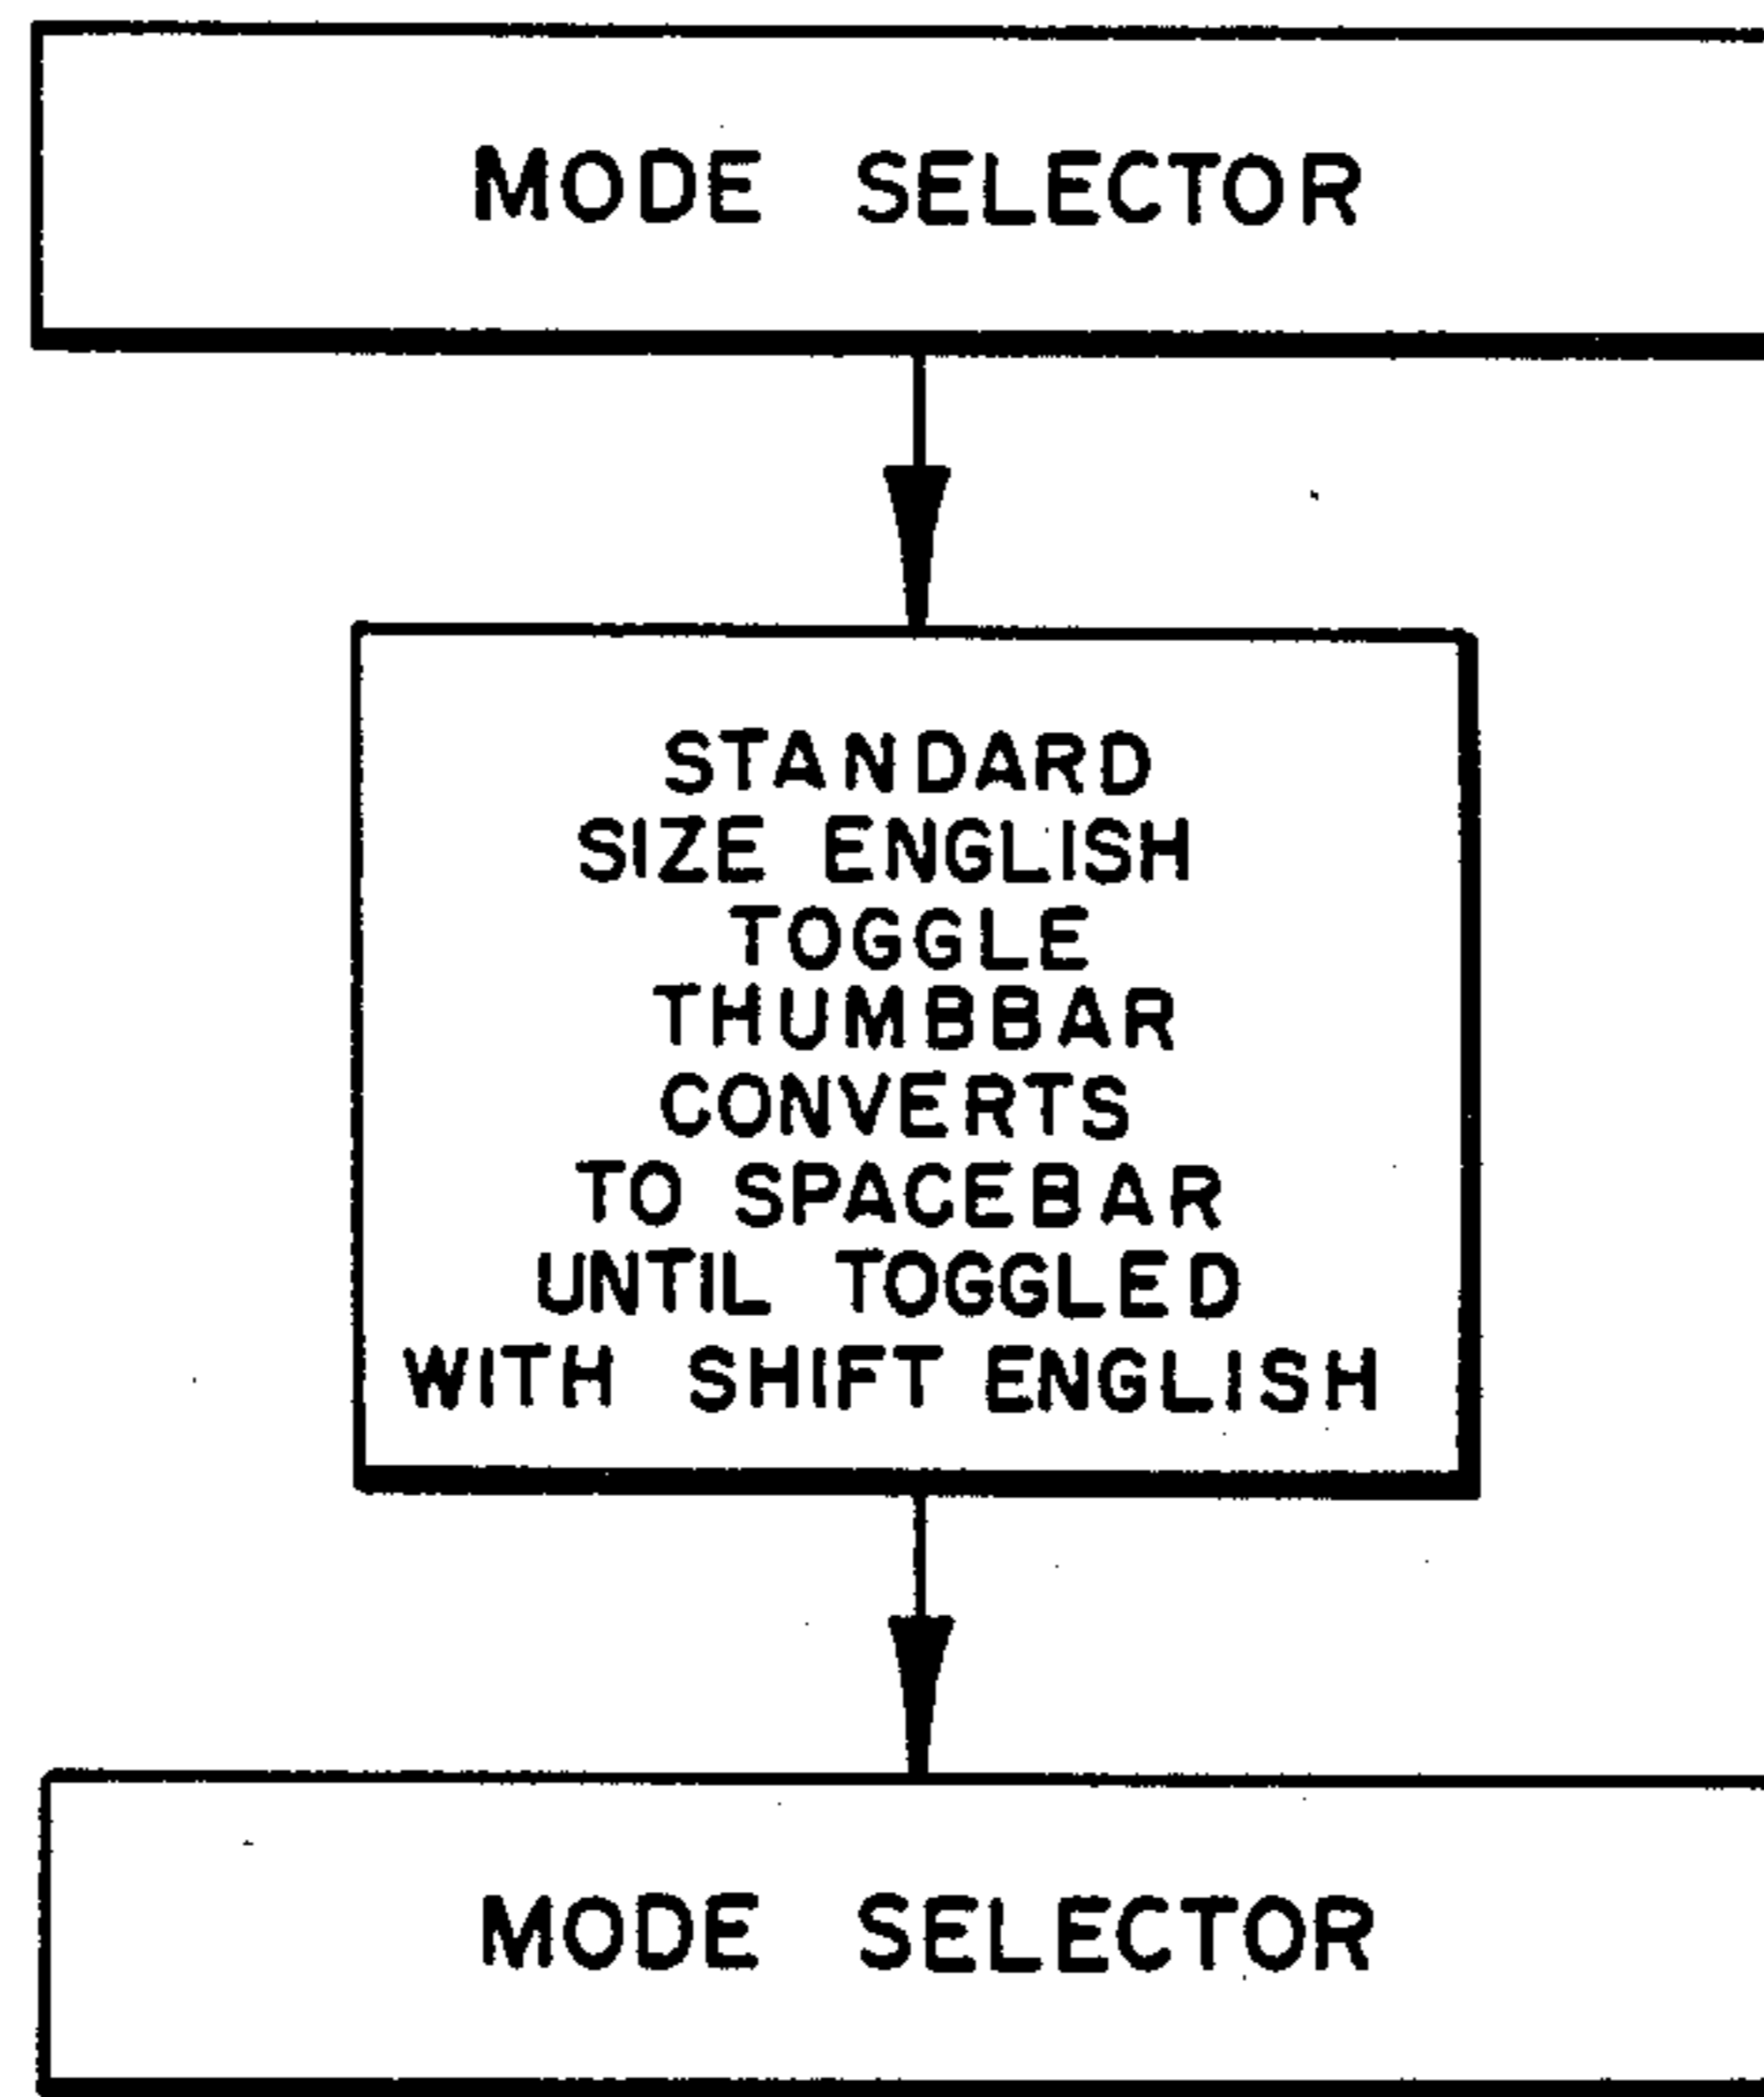 MODE SELECTOR
STANDARD
SIZE ENGLISH
TOGGLE
THUMBBAR
CONVERTS
TO SPACEBAR
UNTIL TOGGLED
WITH SHIFT ENGLISH
MODE SELECTOR